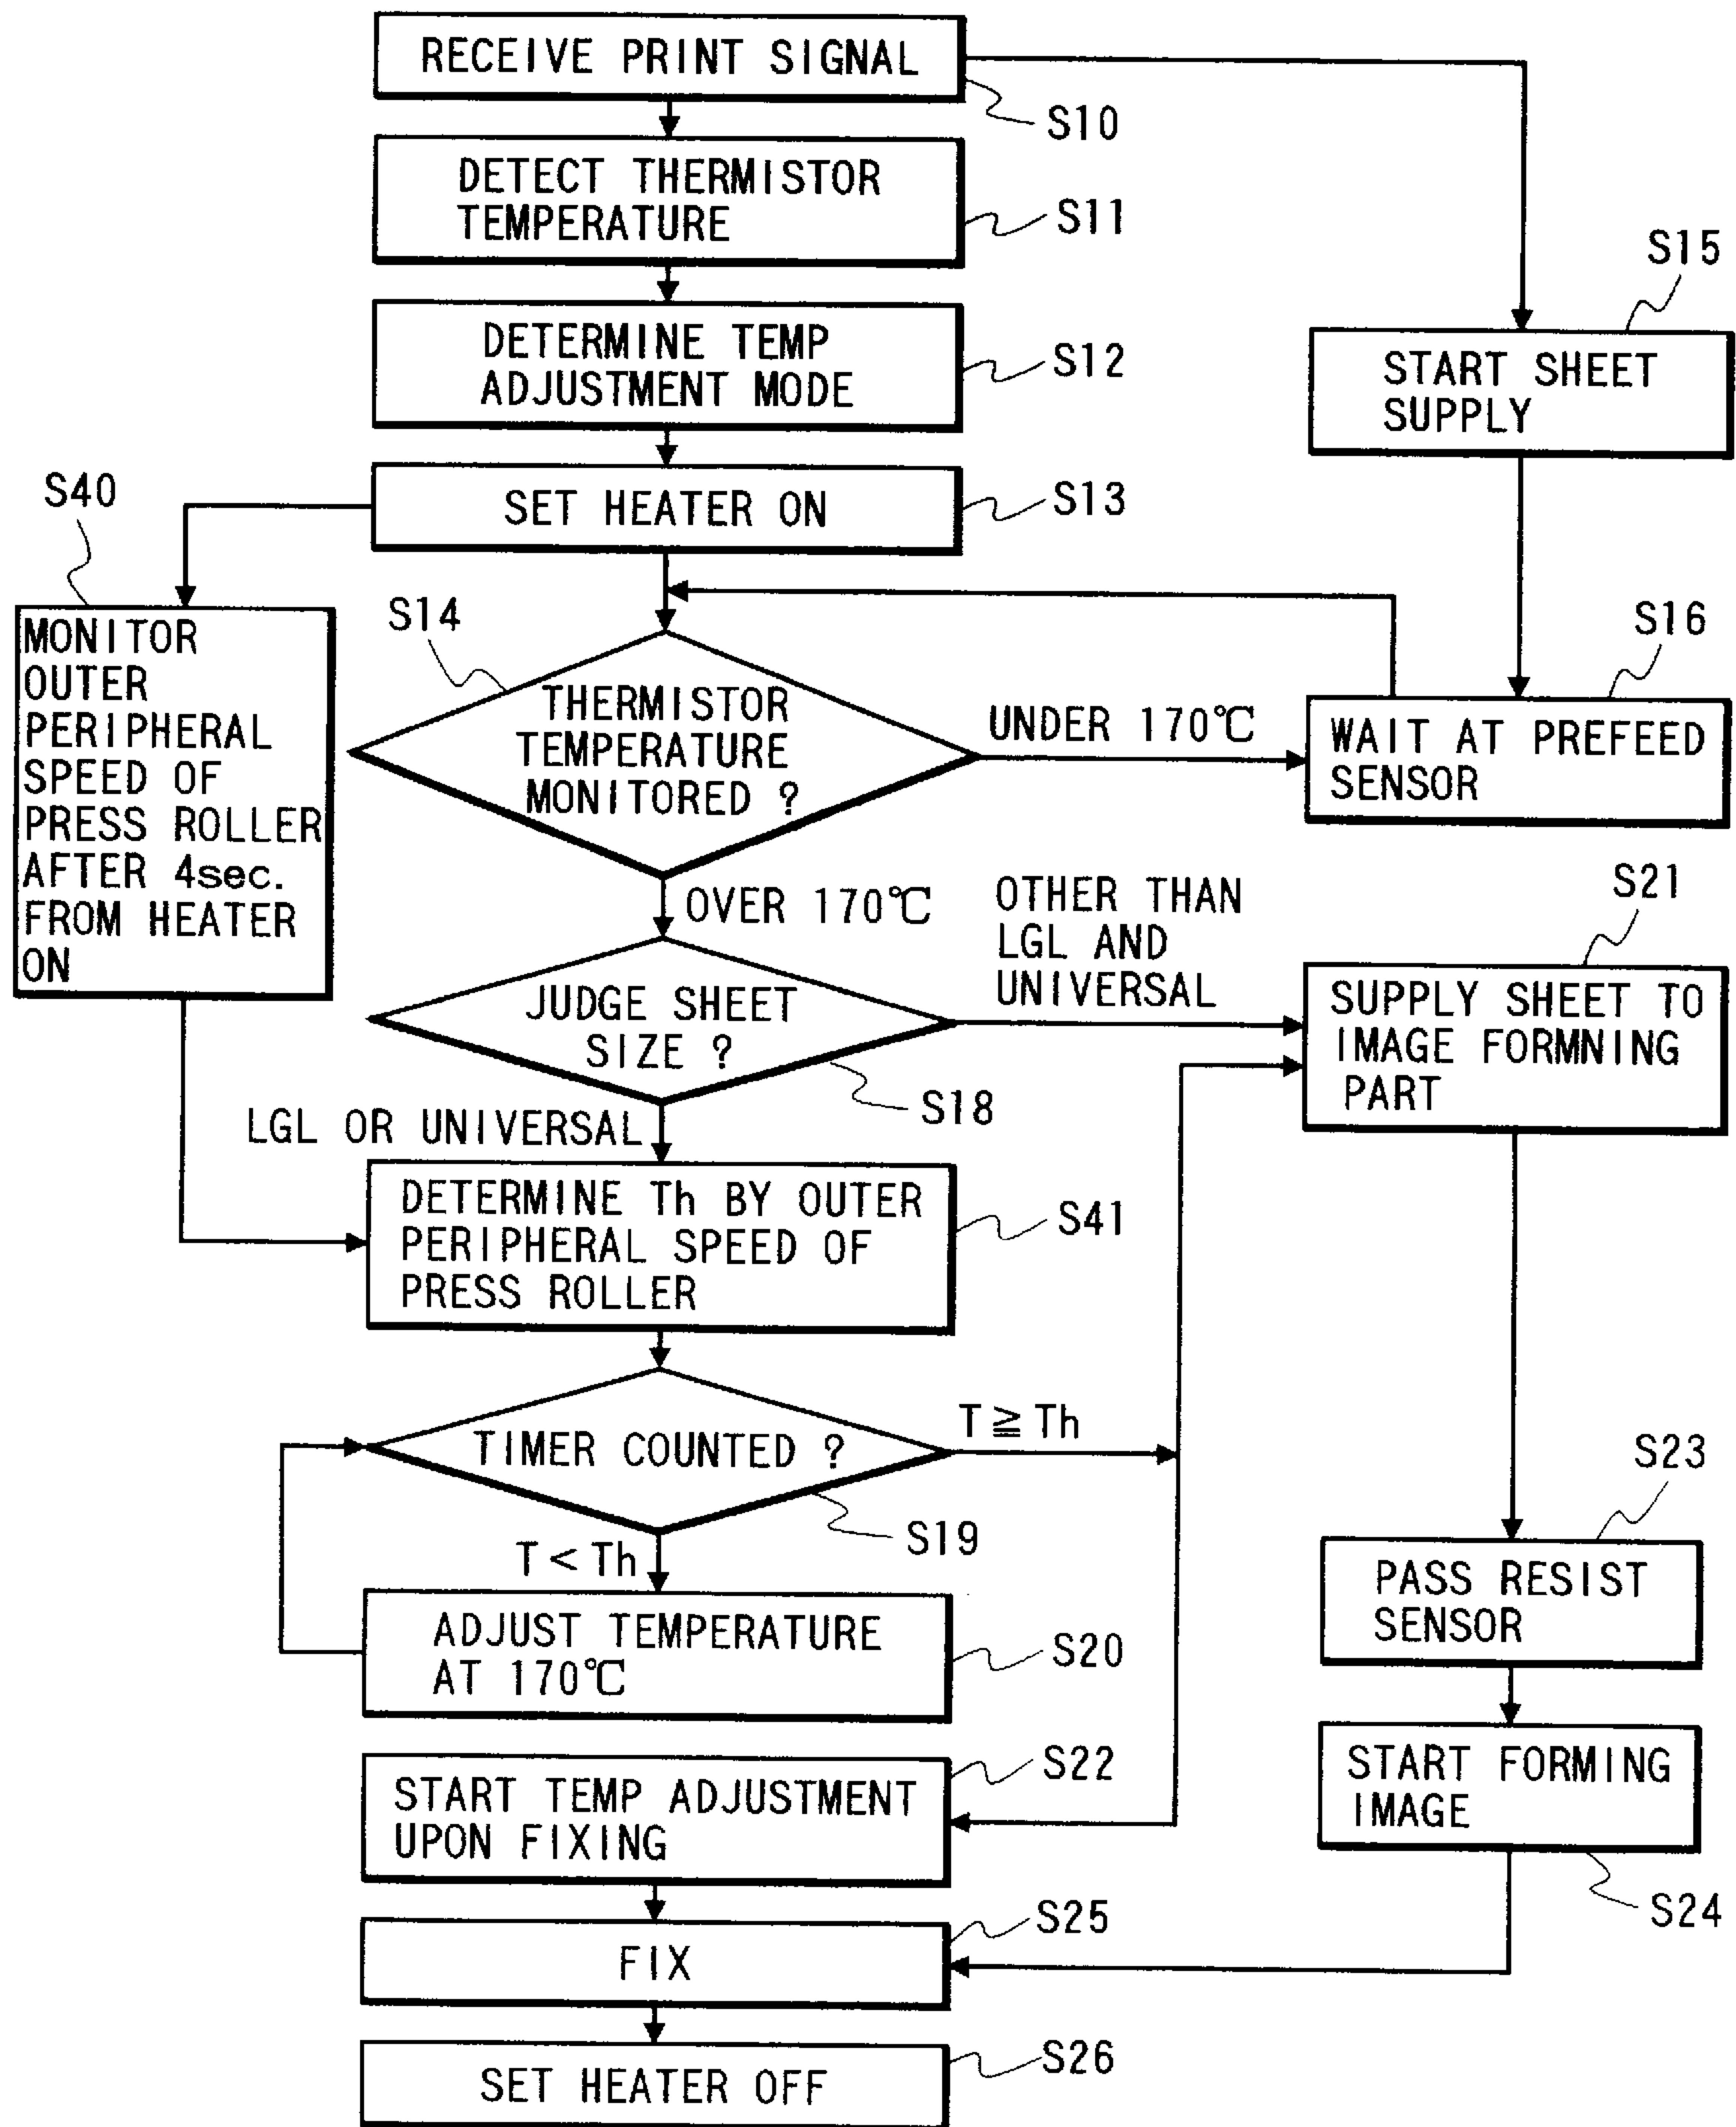 RECEIVE PRINT SIGNAL
S10
DETECT THERMISTOR
TEMPERATURE
S11
S15
DETERMINE TEMP
ADJUSTMENT MODE
S12
START SHEET
SUPPLY
S40
SET HEATER ON
S13
MONITOR
OUTER
PERIPHERAL
SPEED OF
PRESS ROLLER
AFTER 4sec.
FROM HEATER
ON
S14
THERMISTOR
TEMPERATURE
MONITORED ?
UNDER 170℃
S16
WAIT AT PREFEED
SENSOR
OVER 170℃
OTHER THAN
LGL AND
UNIVERSAL
S21
JUDGE SHEET
SIZE ?
S18
SUPPLY SHEET TO
IMAGE FORMNING
PART
LGL OR UNIVERSAL
DETERMINE Th BY OUTER
PERIPHERAL SPEED OF
PRESS ROLLER
S41
TIMER COUNTED ?
T ≧ Th
S19
T < Th
S23
PASS RESIST
SENSOR
ADJUST TEMPERATURE
AT 170℃
S20
START TEMP ADJUSTMENT
UPON FIXING
S22
START FORMING
IMAGE
S24
FIX
S25
SET HEATER OFF
S26